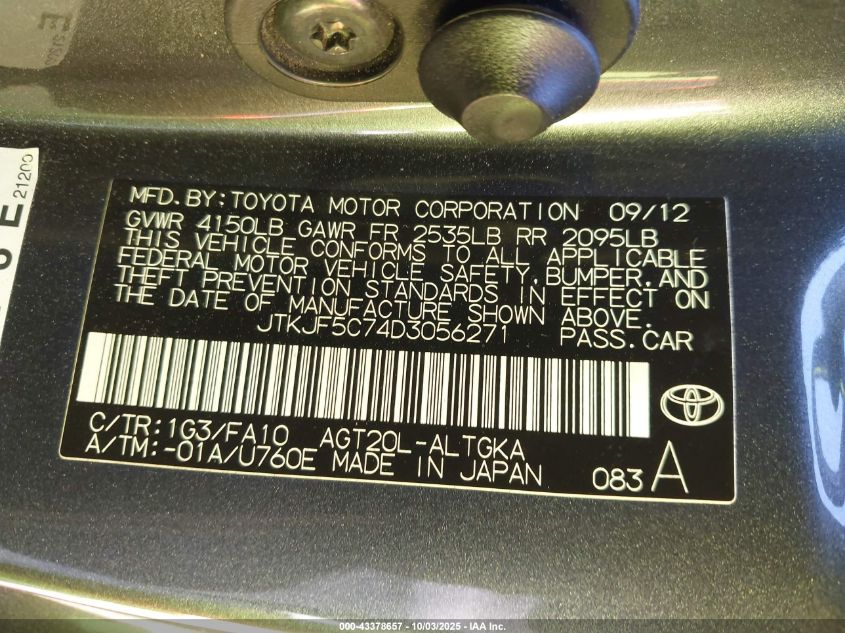 21200
MFD.BY:TOYOTA MOTOR CORPORATION 09/12
GVWR 4150LB GAWR FR 2535LB RR 2095LB
THIS VEHICLE CONFORMS TO ALL APPLICABLE
FEDERAL MOTOR VEHICLE SAFETY,BUMPER,AND
THEFT PREVENTION STANDARDS IN EFFECT ON
THE DATE OF MANUFACTURE SHOWN ABOVE.
JTKJF5C74D3056271 PASS.CAR
C/TR:1G3/FA10 AGT20L-ALTGKA
A/TM:-01A/U760E MADE IN JAPAN
083 A
000-43378657 - 10/03/2025 - IAA Inc.